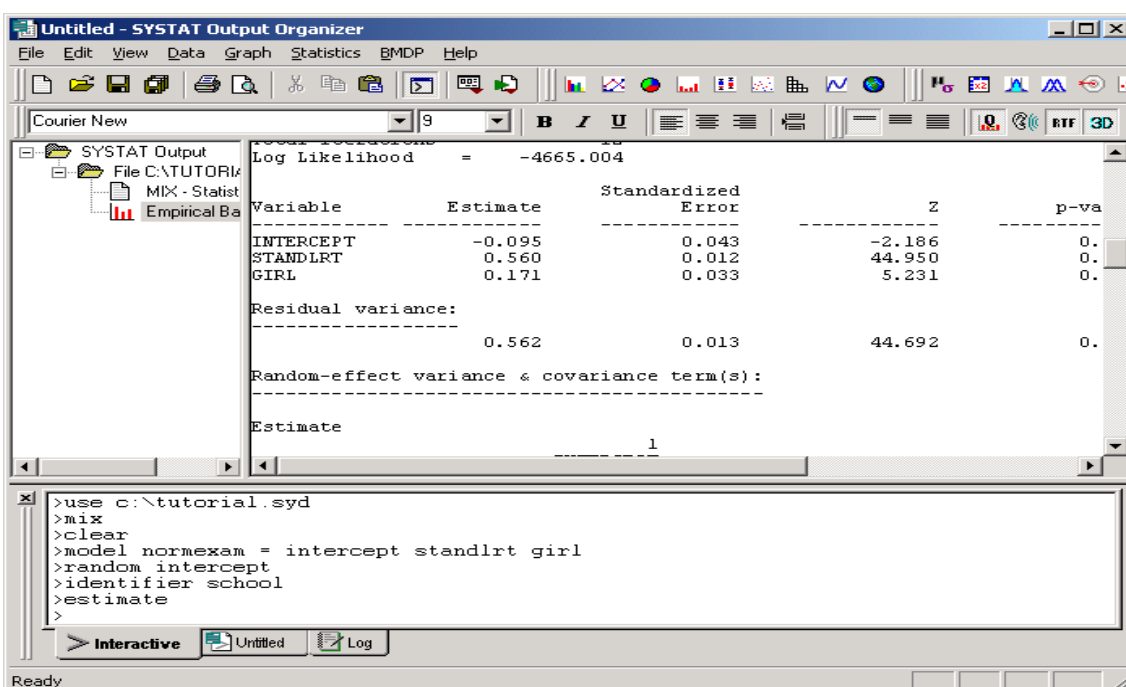 Untitled - SYSTAT Output Organizer
File Edit View Data Graph Statistics BMDP Help
Courier New 9 B I U RTF 3D
SYSTAT Output
File C:\TUTORIA
MIX - Statist
Empirical Ba
Log Likelihood = -4665.004
Standardized
Variable Estimate Error Z p-va
INTERCEPT -0.095 0.043 -2.186 0.
STANDLRT 0.560 0.012 44.950 0.
GIRL 0.171 0.033 5.231 0.
Residual variance:
0.562 0.013 44.692 0.
Random-effect variance & covariance term(s):
Estimate
1
>use c:\tutorial.syd
>mix
>clear
>model normexam = intercept standlrt girl
>random intercept
>identifier school
>estimate
>
Interactive Untitled Log
Ready